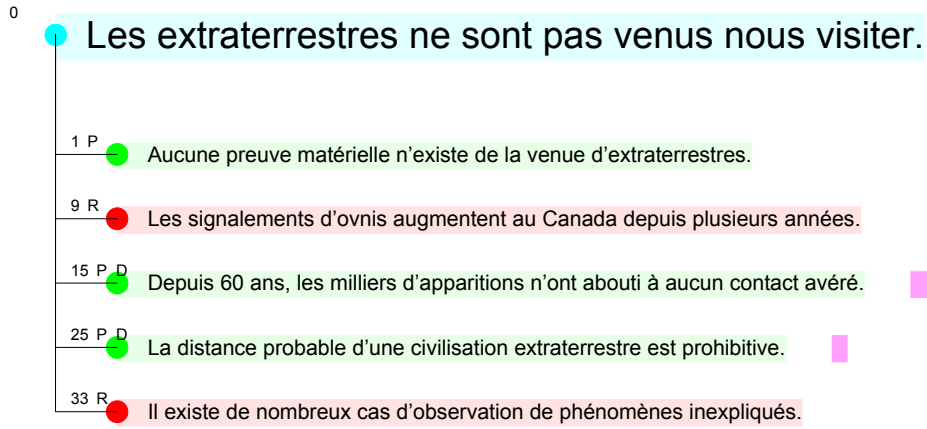 0
Les extraterrestres ne sont pas venus nous visiter.
1 P
Aucune preuve matérielle n’existe de la venue d’extraterrestres.
9 R
Les signalements d’ovnis augmentent au Canada depuis plusieurs années.
15 P D
Depuis 60 ans, les milliers d’apparitions n’ont abouti à aucun contact avéré.
25 P D
La distance probable d’une civilisation extraterrestre est prohibitive.
33 R
Il existe de nombreux cas d’observation de phénomènes inexpliqués.